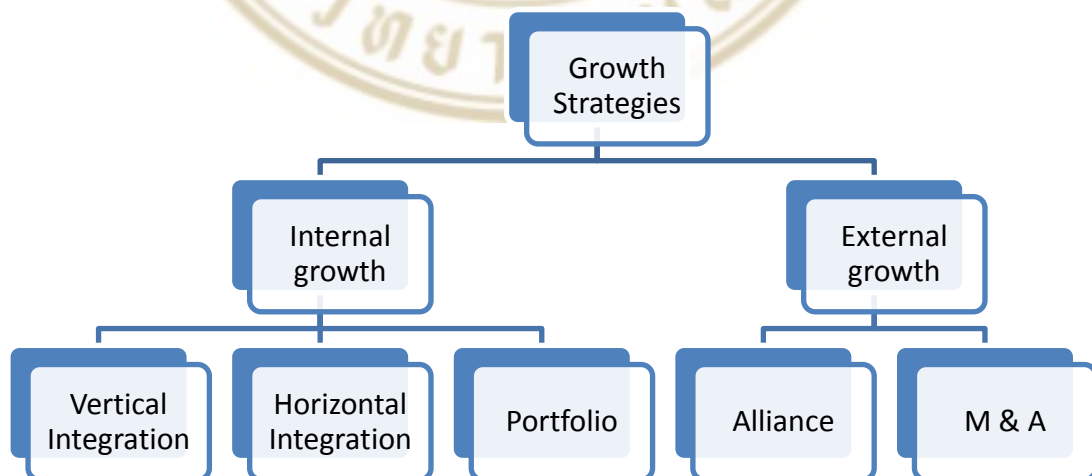 Growth
Strategies
Internal
growth
External
growth
Vertical
Integration
Horizontal
Integration
Portfolio
Alliance
M & A